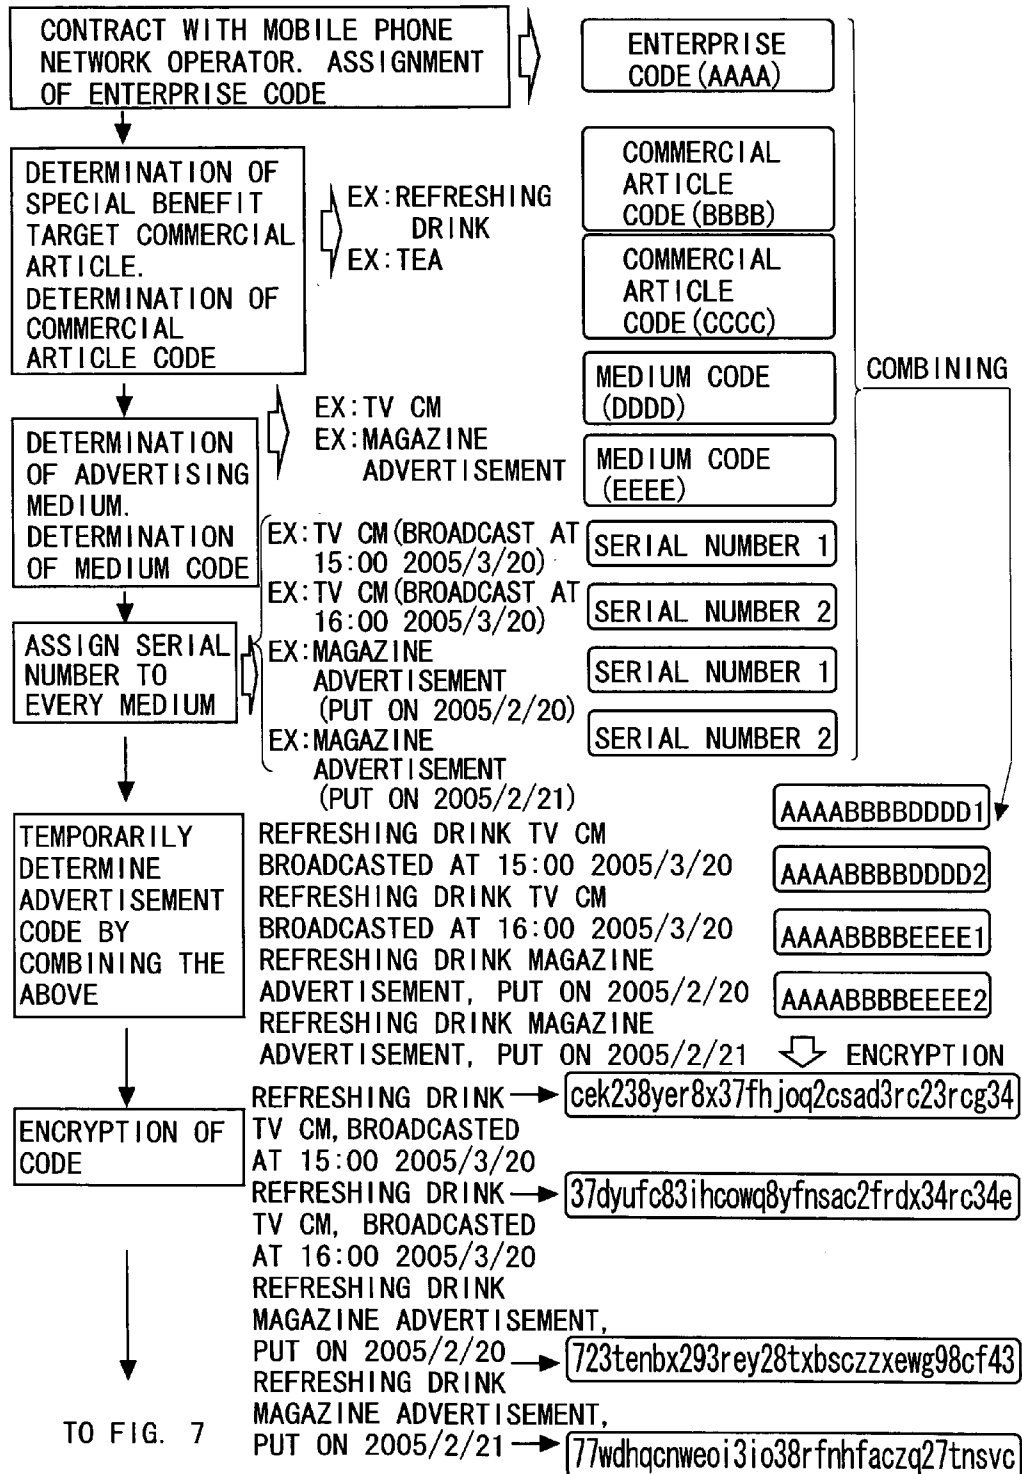 CONTRACT WITH MOBILE PHONE
NETWORK OPERATOR. ASSIGNMENT
OF ENTERPRISE CODE
ENTERPRISE
CODE(AAAA)
DETERMINATION OF
SPECIAL BENEFIT
TARGET COMMERCIAL
ARTICLE.
DETERMINATION OF
COMMERCIAL
ARTICLE CODE
EX:REFRESHING
DRINK
EX:TEA
COMMERCIAL
ARTICLE
CODE(BBBB)
COMMERCIAL
ARTICLE
CODE(CCCC)
COMBINING
DETERMINATION
OF ADVERTISING
MEDIUM.
DETERMINATION
OF MEDIUM CODE
EX:TV CM
EX:MAGAZINE
ADVERTISEMENT
MEDIUM CODE
(DDDD)
MEDIUM CODE
(EEEE)
ASSIGN SERIAL
NUMBER TO
EVERY MEDIUM
EX:TV CM(BROADCAST AT
15:00 2005/3/20)
EX:TV CM(BROADCAST AT
16:00 2005/3/20)
EX:MAGAZINE
ADVERTISEMENT
(PUT ON 2005/2/20)
EX:MAGAZINE
ADVERTISEMENT
(PUT ON 2005/2/21)
SERIAL NUMBER 1
SERIAL NUMBER 2
SERIAL NUMBER 1
SERIAL NUMBER 2
TEMPORARILY
DETERMINE
ADVERTISEMENT
CODE BY
COMBINING THE
ABOVE
REFRESHING DRINK TV CM
BROADCASTED AT 15:00 2005/3/20
REFRESHING DRINK TV CM
BROADCASTED AT 16:00 2005/3/20
REFRESHING DRINK MAGAZINE
ADVERTISEMENT, PUT ON 2005/2/20
REFRESHING DRINK MAGAZINE
ADVERTISEMENT, PUT ON 2005/2/21
AAAABBBBDDDD1
AAAABBBBDDDD2
AAAABBBBEEEE1
AAAABBBBEEEE2
ENCRYPTION
ENCRYPTION OF
CODE
REFRESHING DRINK
TV CM, BROADCASTED
AT 15:00 2005/3/20
cek238yer8x37fhjoq2csad3rc23rcg34
REFRESHING DRINK
TV CM, BROADCASTED
AT 16:00 2005/3/20
37dyufc83ihcowq8yfnsac2frdx34rc34e
REFRESHING DRINK
MAGAZINE ADVERTISEMENT,
PUT ON 2005/2/20
723tenbx293rey28txbsczzxewg98cf43
REFRESHING DRINK
MAGAZINE ADVERTISEMENT,
PUT ON 2005/2/21
77wdhqcnweoi3io38rfnhfaczq27tnsvc
TO FIG. 7